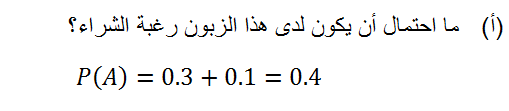 (أ) ما احتمال أن يكون لدى هذا الزبون رغبة الشراء؟
P(A) = 0.3 + 0.1 = 0.4